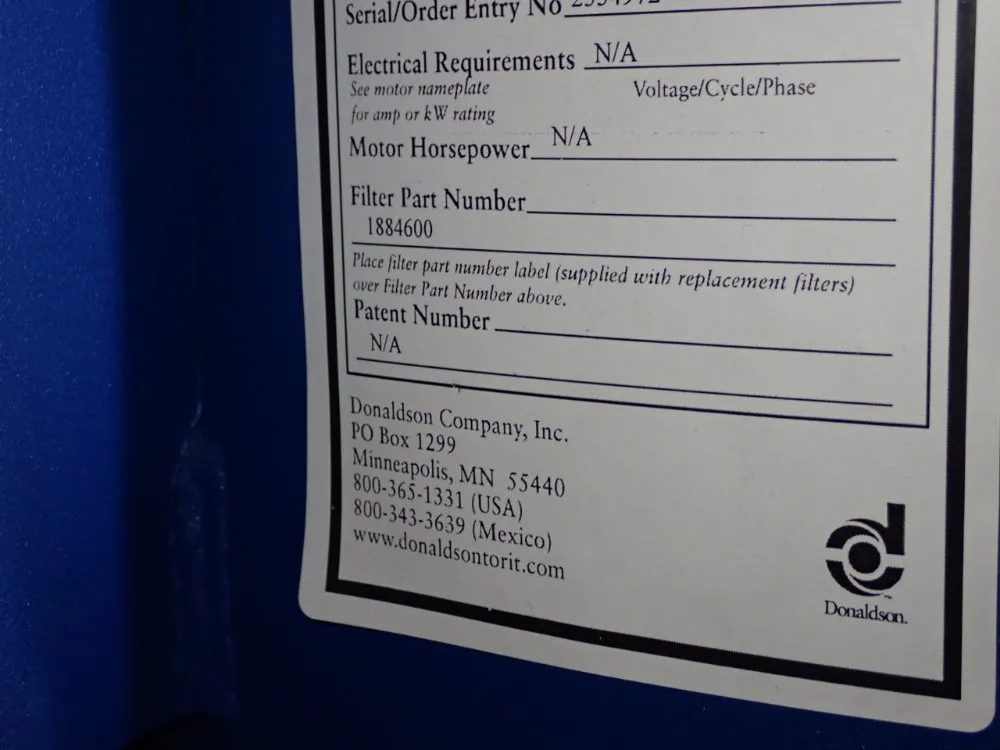 Serial/Order Entry No
Electrical Requirements N/A
See motor nameplate Voltage/Cycle/Phase
for amp or kW rating
Motor Horsepower N/A
Filter Part Number
1884600
Place filter part number label (supplied with replacement filters)
over Filter Part Number above.
Patent Number
N/A
Donaldson Company, Inc.
PO Box 1299
Minneapolis, MN 55440
800-365-1331 (USA)
800-343-3639 (Mexico)
www.donaldsontorit.com
Donaldson.